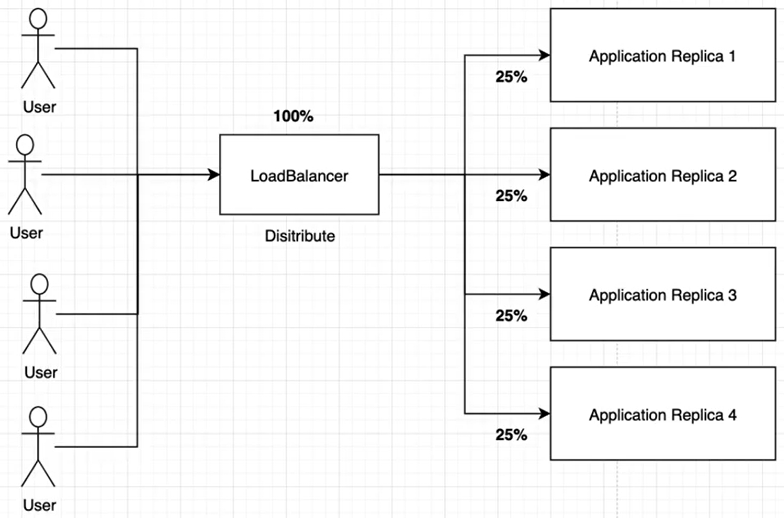 User
User
User
User
100%
LoadBalancer
Disitribute
25%
Application Replica 1
25%
Application Replica 2
25%
Application Replica 3
25%
Application Replica 4